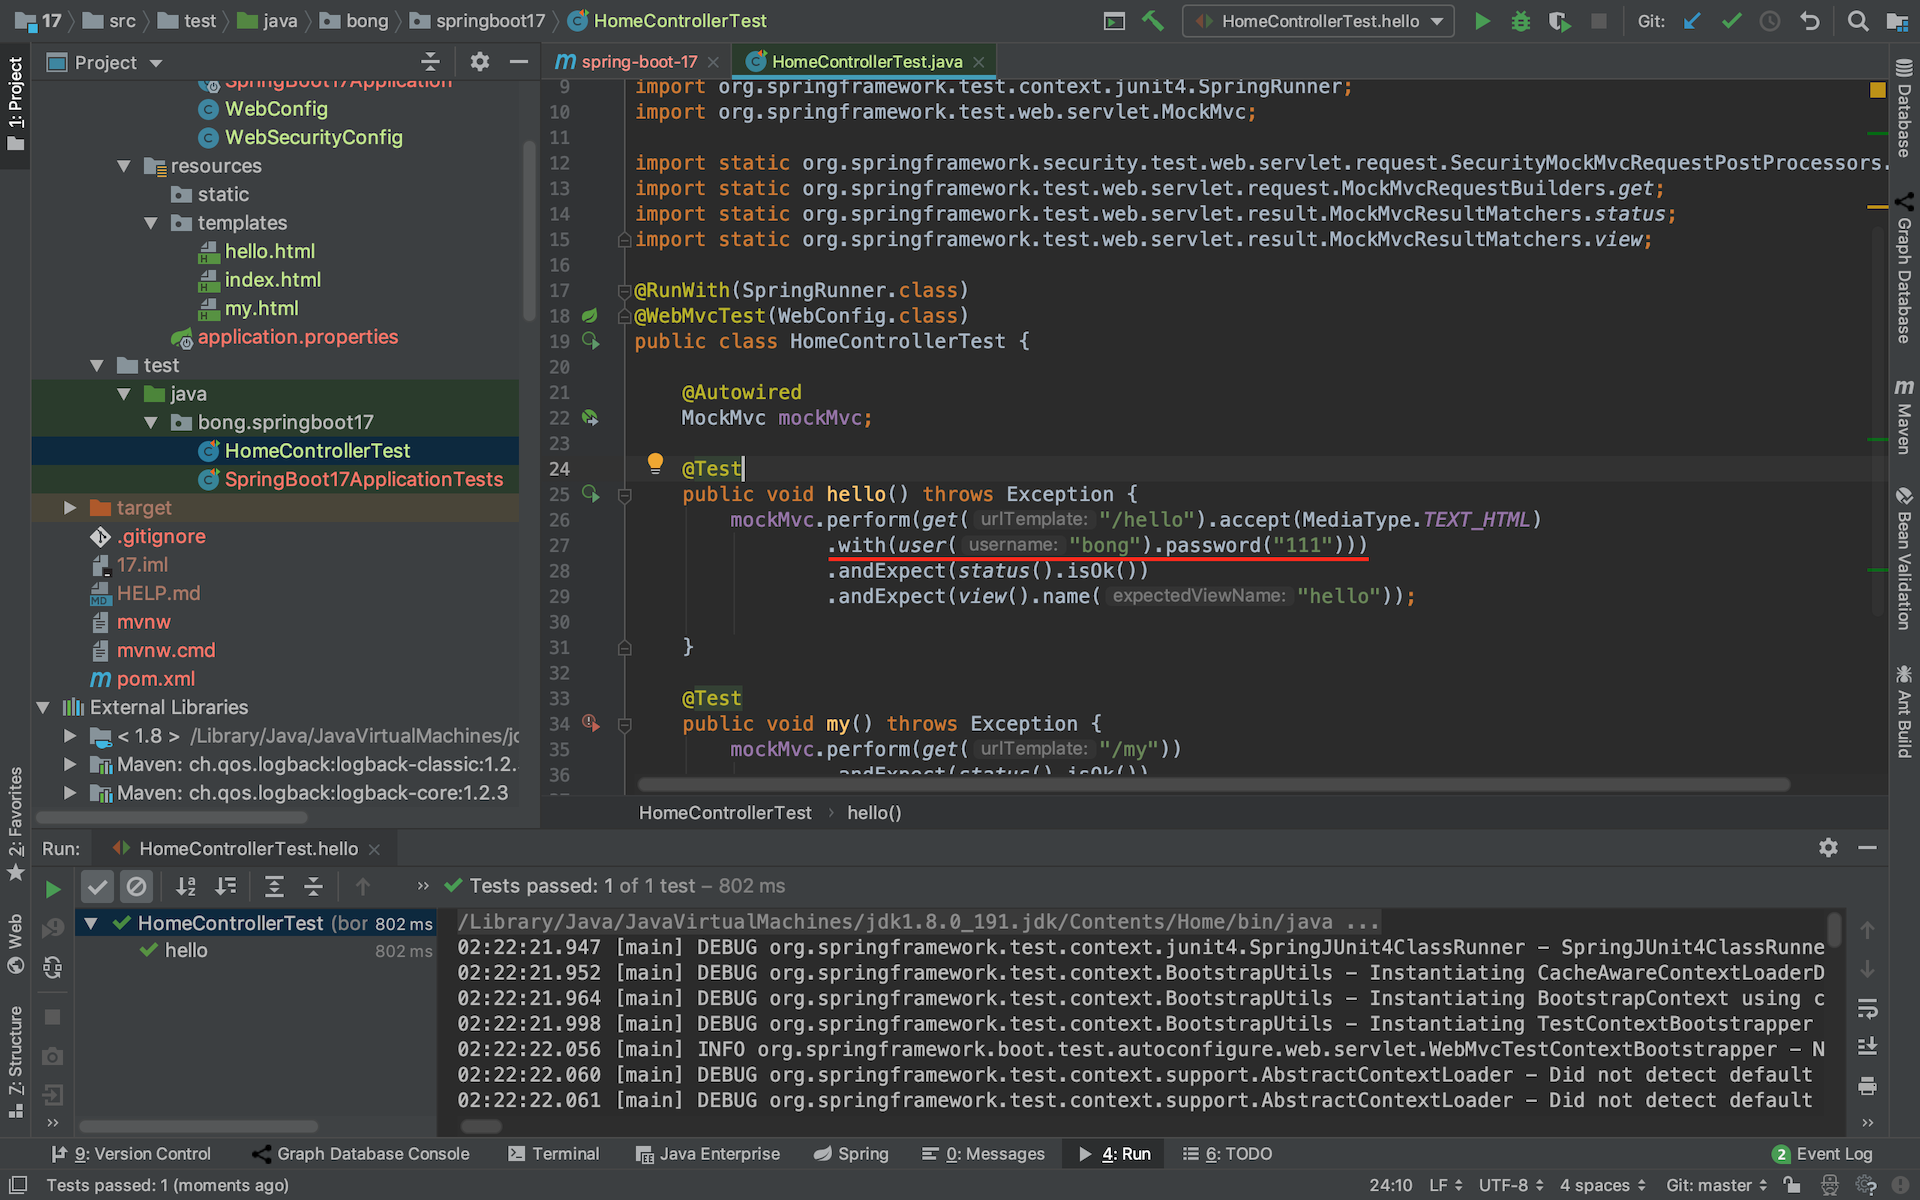 17 src test java bong springboot17 HomeControllerTest HomeControllerTest.hello Git:
Project
spring-boot-17 HomeControllerTest.java
1: Project
2: Favorites
Web
Z: Structure
SpringBoot17Application
WebConfig
WebSecurityConfig
resources
static
templates
hello.html
index.html
my.html
application.properties
test
java
bong.springboot17
HomeControllerTest
SpringBoot17ApplicationTests
target
.gitignore
17.iml
HELP.md
mvnw
mvnw.cmd
pom.xml
External Libraries
< 1.8 > /Library/Java/JavaVirtualMachines/jc
Maven: ch.qos.logback:logback-classic:1.2.
Maven: ch.qos.logback:logback-core:1.2.3
9 import org.springframework.test.context.junit4.SpringRunner;
10 import org.springframework.test.web.servlet.MockMvc;
11
12 import static org.springframework.security.test.web.servlet.request.SecurityMockMvcRequestPostProcessors.
13 import static org.springframework.test.web.servlet.request.MockMvcRequestBuilders.get;
14 import static org.springframework.test.web.servlet.result.MockMvcResultMatchers.status;
15 import static org.springframework.test.web.servlet.result.MockMvcResultMatchers.view;
16
17 @RunWith(SpringRunner.class)
18 @WebMvcTest(WebConfig.class)
19 public class HomeControllerTest {
20
21 @Autowired
22 MockMvc mockMvc;
23
24 @Test
25 public void hello() throws Exception {
26 mockMvc.perform(get( urlTemplate: "/hello").accept(MediaType.TEXT_HTML)
27 .with(user( username: "bong").password("111")))
28 .andExpect(status().isOk())
29 .andExpect(view().name( expectedViewName: "hello"));
30
31 }
32
33 @Test
34 public void my() throws Exception {
35 mockMvc.perform(get( urlTemplate: "/my"))
36 .andExpect(status().isOk())
HomeControllerTest hello()
Database
Graph Database
Maven
Bean Validation
Ant Build
Run: HomeControllerTest.hello
Tests passed: 1 of 1 test – 802 ms
HomeControllerTest (bor 802 ms
hello 802 ms
/Library/Java/JavaVirtualMachines/jdk1.8.0_191.jdk/Contents/Home/bin/java ...
02:22:21.947 [main] DEBUG org.springframework.test.context.junit4.SpringJUnit4ClassRunner - SpringJUnit4ClassRunne
02:22:21.952 [main] DEBUG org.springframework.test.context.BootstrapUtils - Instantiating CacheAwareContextLoaderD
02:22:21.964 [main] DEBUG org.springframework.test.context.BootstrapUtils - Instantiating BootstrapContext using c
02:22:21.998 [main] DEBUG org.springframework.test.context.BootstrapUtils - Instantiating TestContextBootstrapper
02:22:22.056 [main] INFO org.springframework.boot.test.autoconfigure.web.servlet.WebMvcTestContextBootstrapper - N
02:22:22.060 [main] DEBUG org.springframework.test.context.support.AbstractContextLoader - Did not detect default
02:22:22.061 [main] DEBUG org.springframework.test.context.support.AbstractContextLoader - Did not detect default
9: Version Control Graph Database Console Terminal Java Enterprise Spring 0: Messages 4: Run 6: TODO 2 Event Log
Tests passed: 1 (moments ago) 24:10 LF UTF-8 4 spaces Git: master